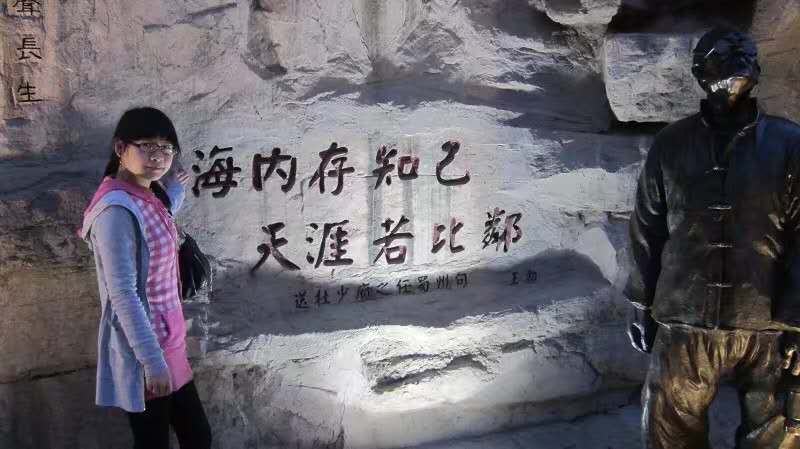 海内存知己
天涯若比鄰
送杜少府之任蜀州句 王勃
長生